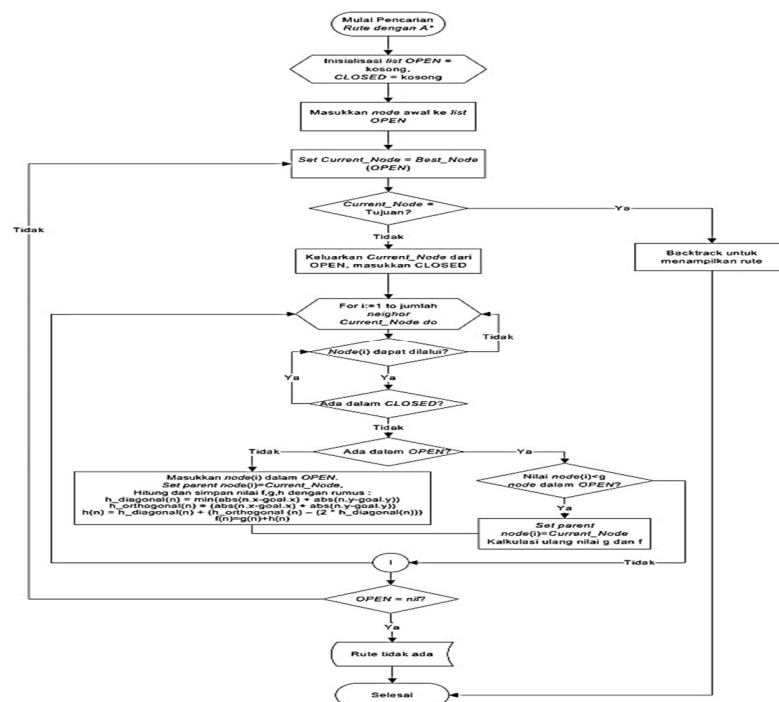 Mulai Pencarian
Rute dengan A*
Inisialisasi list OPEN =
kosong,
CLOSED = kosong
Masukkan node awal ke list
OPEN
Set Current_Node = Best_Node
(OPEN)
Current_Node =
Tujuan?
Ya
Tidak
Tidak
Keluarkan Current_Node dari
OPEN, masukkan CLOSED
Backtrack untuk
menampilkan rute
For i:=1 to jumlah
neighor
Current_Node do
Tidak
Node(i) dapat dilalui?
Ya
Ya
Ada dalam CLOSED?
Tidak
Tidak
Ada dalam OPEN?
Ya
Masukkan node(i) dalam OPEN.
Set parent node(i)=Current_Node,
Hitung dan simpan nilai f,g,h dengan rumus :
h_diagonal(n) = min(abs(n.x-goal.x) + abs(n.y-goal.y))
h_orthogonal(n) = (abs(n.x-goal.x) + abs(n.y-goal.y))
h(n) = h_diagonal(n) + (h_orthogonal (n) – (2 * h_diagonal(n)))
f(n)=g(n)+h(n)
Nilai node(i)<g
node dalam OPEN?
Ya
Set parent
node(i)=Current_Node
Kalkulasi ulang nilai g dan f
Tidak
I
OPEN = nil?
Ya
Rute tidak ada
Selesai